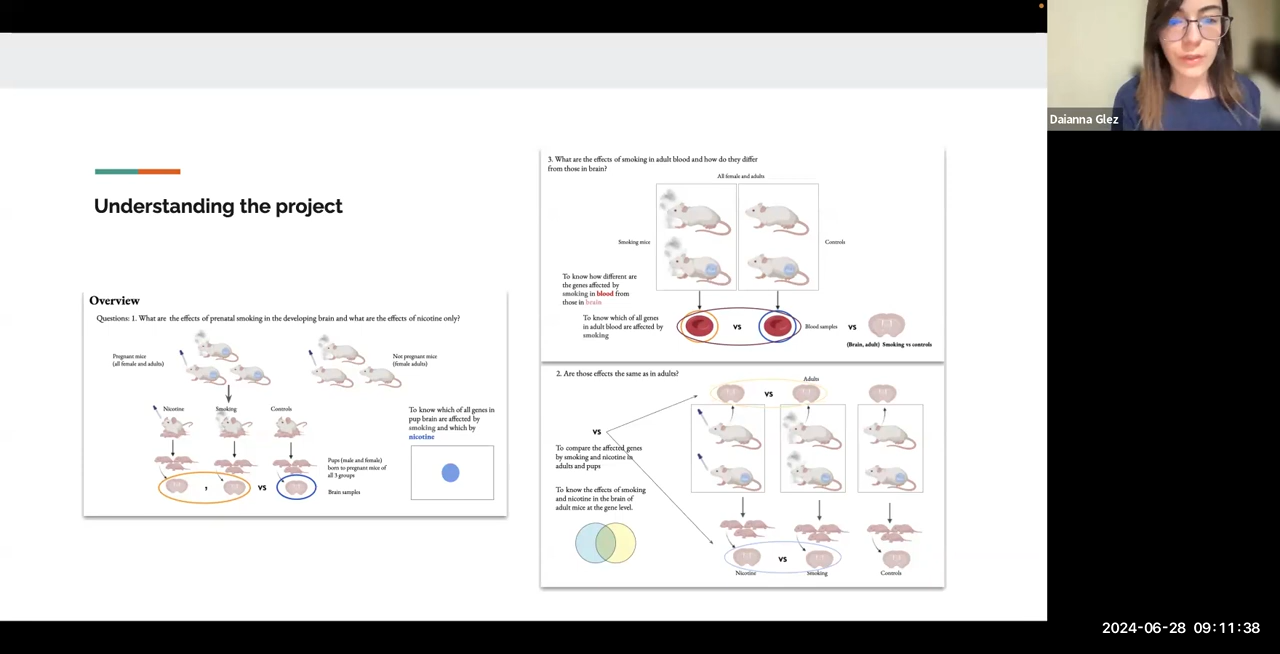 Daianna Glez
Understanding the project
Overview
Questions: 1. What are the effects of prenatal smoking in the developing brain and what are the effects of nicotine only?
Pregnant mice
(all female and adults)
Not pregnant mice
(female adults)
Nicotine
Smoking
Controls
To know which of all genes in
pup brain are affected by
smoking and which by
nicotine
Pups (male and female)
born to pregnant mice of
all 3 groups
,
vs
Brain samples
3. What are the effects of smoking in adult blood and how do they differ
from those in brain?
All female and adults
Smoking mice
Controls
To know how different are
the genes affected by
smoking in blood from
those in brain
To know which of all genes
in adult blood are affected by
smoking
vs
Blood samples
vs
(Brain, adult) Smoking vs controls
2. Are those effects the same as in adults?
Adults
vs
vs
To compare the affected genes
by smoking and nicotine in
adults and pups
To know the effects of smoking
and nicotine in the brain of
adult mice at the gene level.
vs
Nicotine
Smoking
Controls
2024-06-28 09:11:38